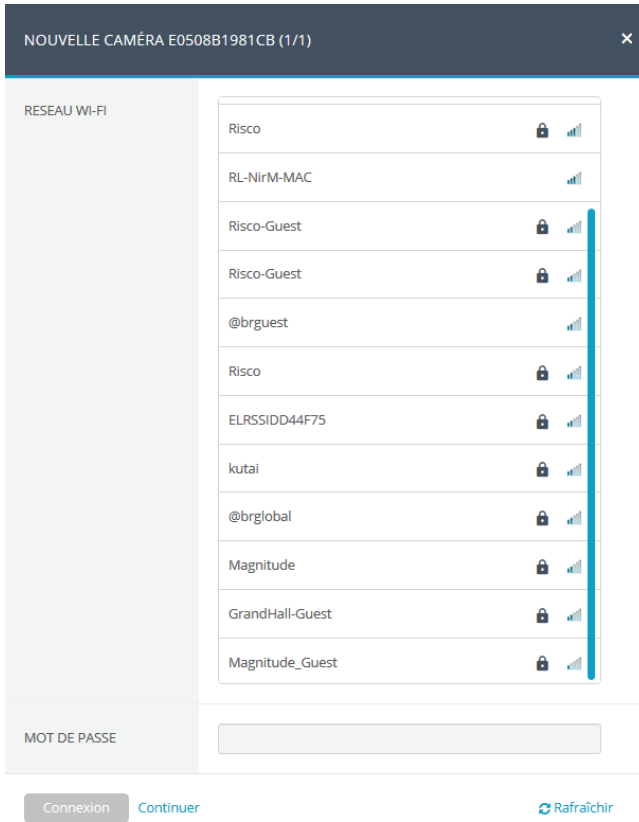 NOUVELLE CAMÉRA E0508B1981CB (1/1)
RESEAU WI-FI
Risco
RL-NirM-MAC
Risco-Guest
Risco-Guest
@brguest
Risco
ELRSSIDD44F75
kutai
@brglobal
Magnitude
GrandHall-Guest
Magnitude_Guest
MOT DE PASSE
Connexion Continuer Rafraîchir